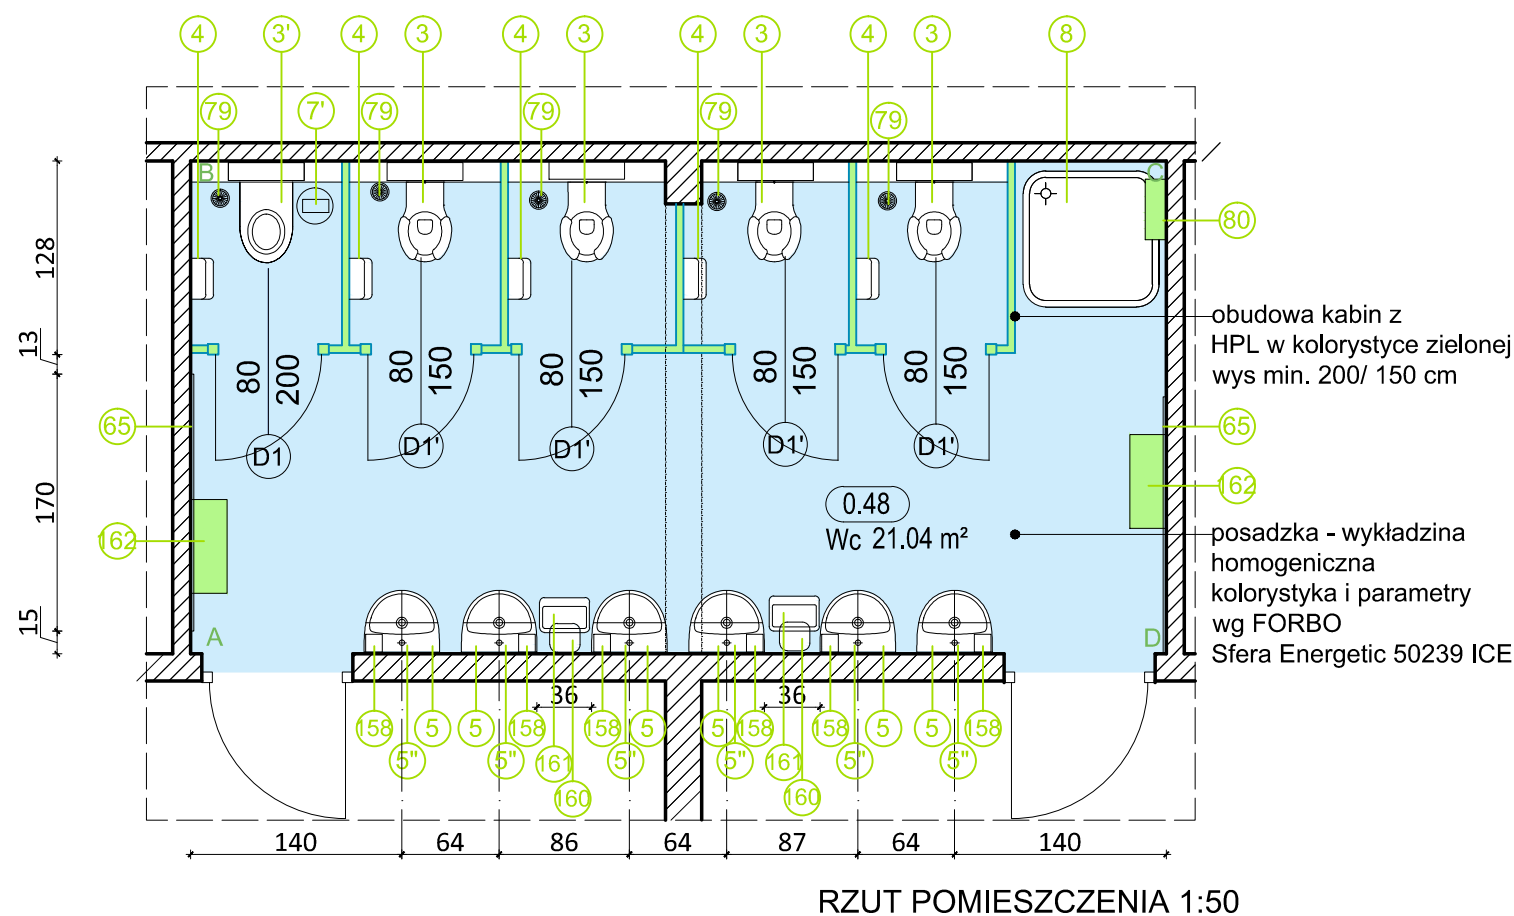 4 3' 4 3 4 3 4 3 4 3 8
79 7' 79 79 79 79
B C
80
128
obudowa kabin z
HPL w kolorystyce zielonej
wys min. 200/ 150 cm
13
80 200 80 150 80 150 80 150 80 150
65 65
D1 D1' D1' D1' D1'
162
170
0.48
Wc 21.04 m²
162
posadzka - wykładzina
homogeniczna
kolorystyka i parametry
wg FORBO
Sfera Energetic 50239 ICE
15
A D
36 36
158 5 5 158 158 5 5 158 158 5 5 158
5" 5" 161 5" 5" 161 5" 5"
160 160
140 64 86 64 87 64 140
RZUT POMIESZCZENIA 1:50